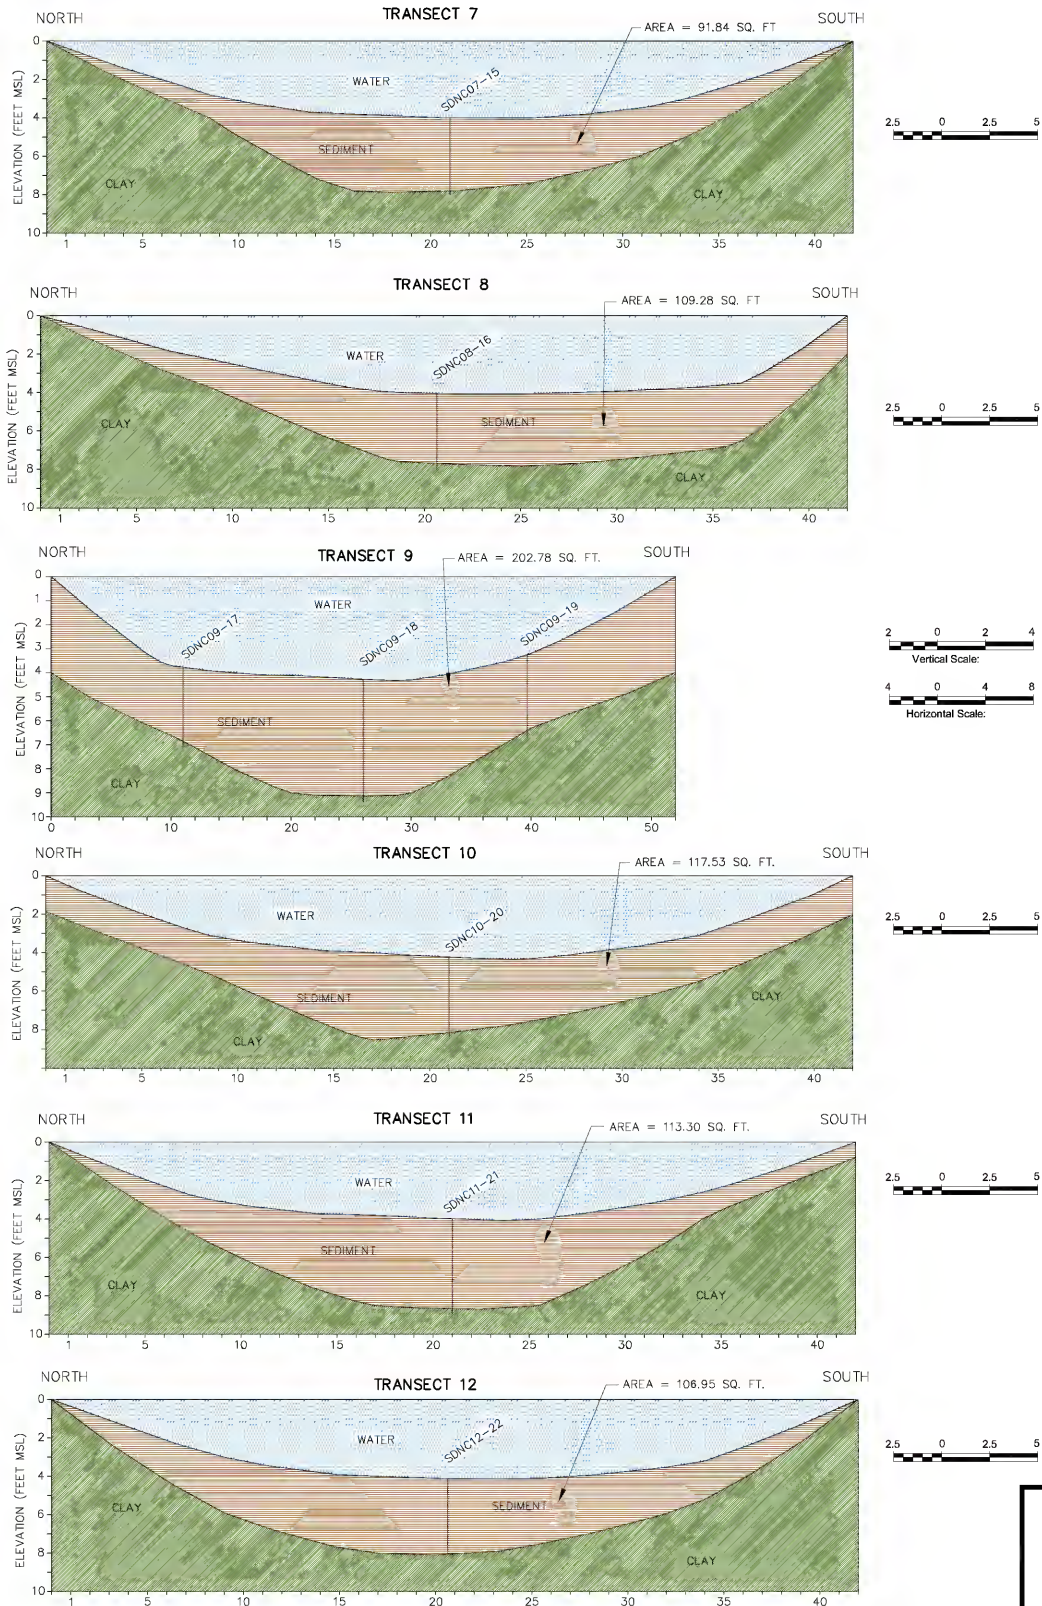 TRANSECT 7
NORTH
SOUTH
AREA = 91.84 SQ. FT
ELEVATION (FEET MSL)
0
2
4
6
8
10
WATER
SDNC07-15
SEDIMENT
CLAY
CLAY
1 5 10 15 20 25 30 35 40
2.5 0 2.5 5
TRANSECT 8
NORTH
SOUTH
AREA = 109.28 SQ. FT
ELEVATION (FEET MSL)
0
2
4
6
8
10
WATER
SDNC08-16
SEDIMENT
CLAY
CLAY
1 5 10 15 20 25 30 35 40
2.5 0 2.5 5
NORTH
TRANSECT 9
AREA = 202.78 SQ. FT.
SOUTH
ELEVATION (FEET MSL)
0
1
2
3
4
5
6
7
8
9
10
WATER
SDNC09-17
SDNC09-18
SDNC09-19
SEDIMENT
CLAY
0 10 20 30 40 50
2 0 2 4
Vertical Scale:
4 0 4 8
Horizontal Scale:
NORTH
TRANSECT 10
SOUTH
AREA = 117.53 SQ. FT.
ELEVATION (FEET MSL)
0
2
4
6
8
WATER
SDNC10-20
SEDIMENT
CLAY
CLAY
1 5 10 15 20 25 30 35 40
2.5 0 2.5 5
NORTH
TRANSECT 11
SOUTH
AREA = 113.30 SQ. FT.
ELEVATION (FEET MSL)
0
2
4
6
8
10
WATER
SDNC11-21
SEDIMENT
CLAY
CLAY
1 5 10 15 20 25 30 35 40
2.5 0 2.5 5
NORTH
TRANSECT 12
SOUTH
AREA = 106.95 SQ. FT.
ELEVATION (FEET MSL)
0
2
4
6
8
10
WATER
SDNC12-22
SEDIMENT
CLAY
CLAY
1 5 10 15 20 25 30 35 40
2.5 0 2.5 5